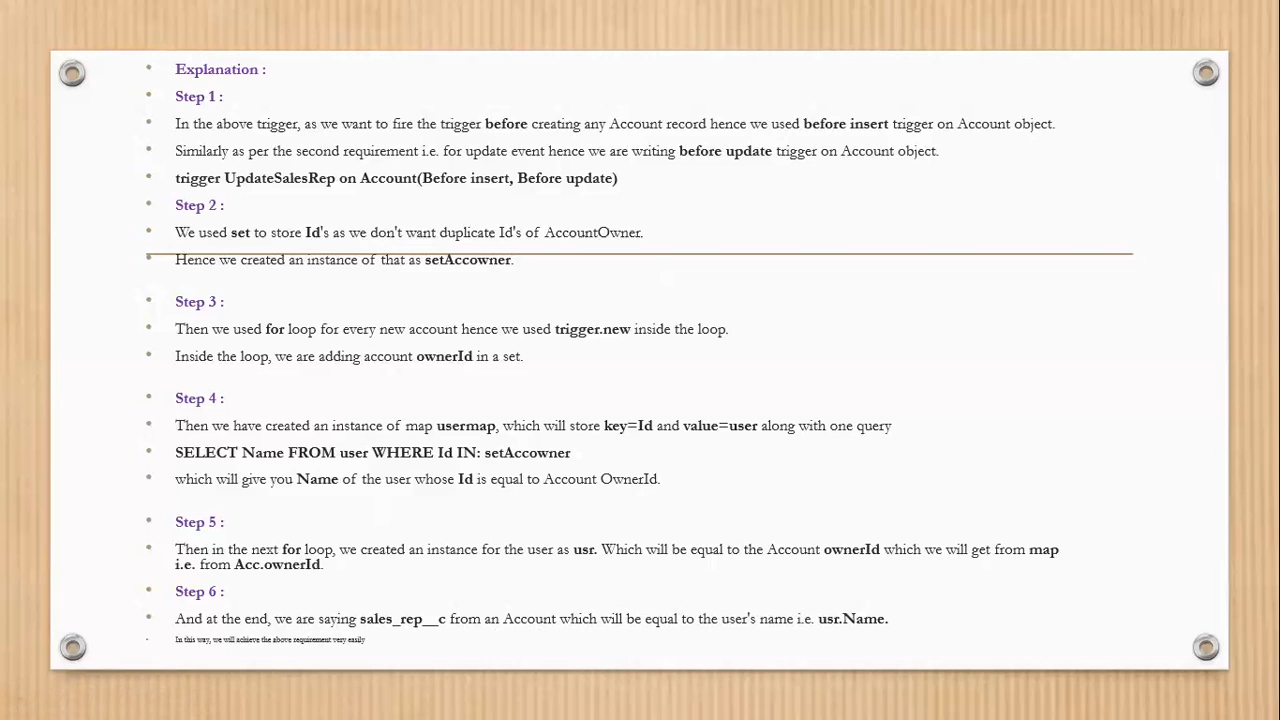 Explanation :
Step 1 :
In the above trigger, as we want to fire the trigger before creating any Account record hence we used before insert trigger on Account object.
Similarly as per the second requirement i.e. for update event hence we are writing before update trigger on Account object.
trigger UpdateSalesRep on Account(Before insert, Before update)
Step 2 :
We used set to store Id's as we don't want duplicate Id's of AccountOwner.
Hence we created an instance of that as setAccowner.
Step 3 :
Then we used for loop for every new account hence we used trigger.new inside the loop.
Inside the loop, we are adding account ownerId in a set.
Step 4 :
Then we have created an instance of map usermap, which will store key=Id and value=user along with one query
SELECT Name FROM user WHERE Id IN: setAccowner
which will give you Name of the user whose Id is equal to Account OwnerId.
Step 5 :
Then in the next for loop, we created an instance for the user as usr. Which will be equal to the Account ownerId which we will get from map
i.e. from Acc.ownerId.
Step 6 :
And at the end, we are saying sales_rep__c from an Account which will be equal to the user's name i.e. usr.Name.
In this way, we will achieve the above requirement very easily